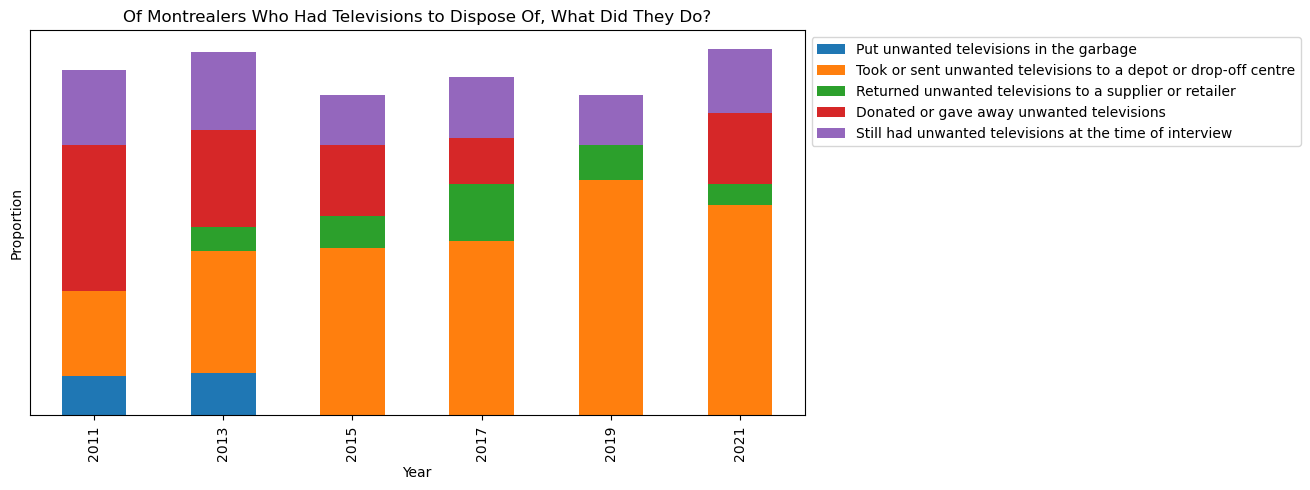 Of Montrealers Who Had Televisions to Dispose Of, What Did They Do?
Put unwanted televisions in the garbage
Took or sent unwanted televisions to a depot or drop-off centre
Returned unwanted televisions to a supplier or retailer
Donated or gave away unwanted televisions
Still had unwanted televisions at the time of interview
Proportion
2011
2013
2015
2017
2019
2021
Year